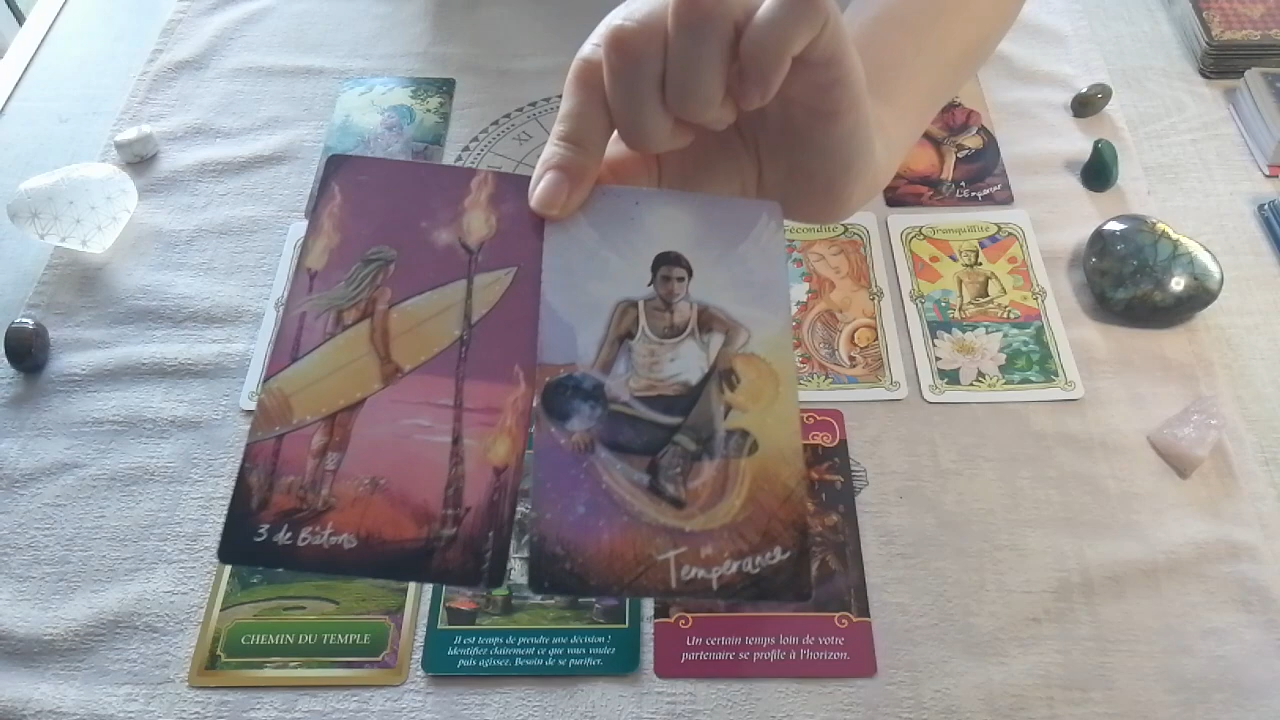 XI
4
L'Empereur
Fécondité
Tranquillité
3 de Bâtons
Tempérance
CHEMIN DU TEMPLE
Il est temps de prendre une décision !
Identifiez clairement ce que vous voulez
puis agissez. Besoin de se purifier.
Un certain temps loin de votre
partenaire se profile à l'horizon.